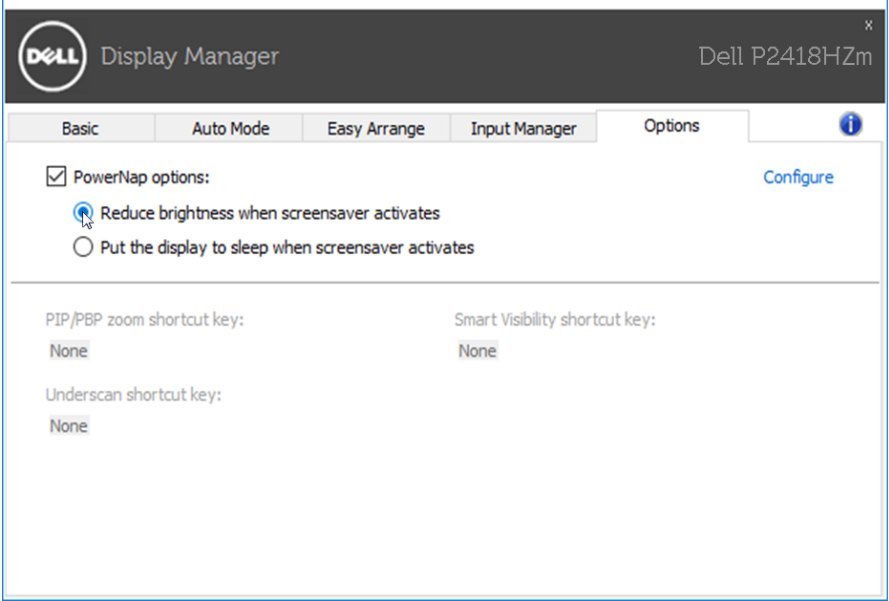 x
DELL Display Manager Dell P2418HZm
Basic Auto Mode Easy Arrange Input Manager Options i
PowerNap options: Configure
Reduce brightness when screensaver activates
Put the display to sleep when screensaver activates
PIP/PBP zoom shortcut key: Smart Visibility shortcut key:
None None
Underscan shortcut key:
None